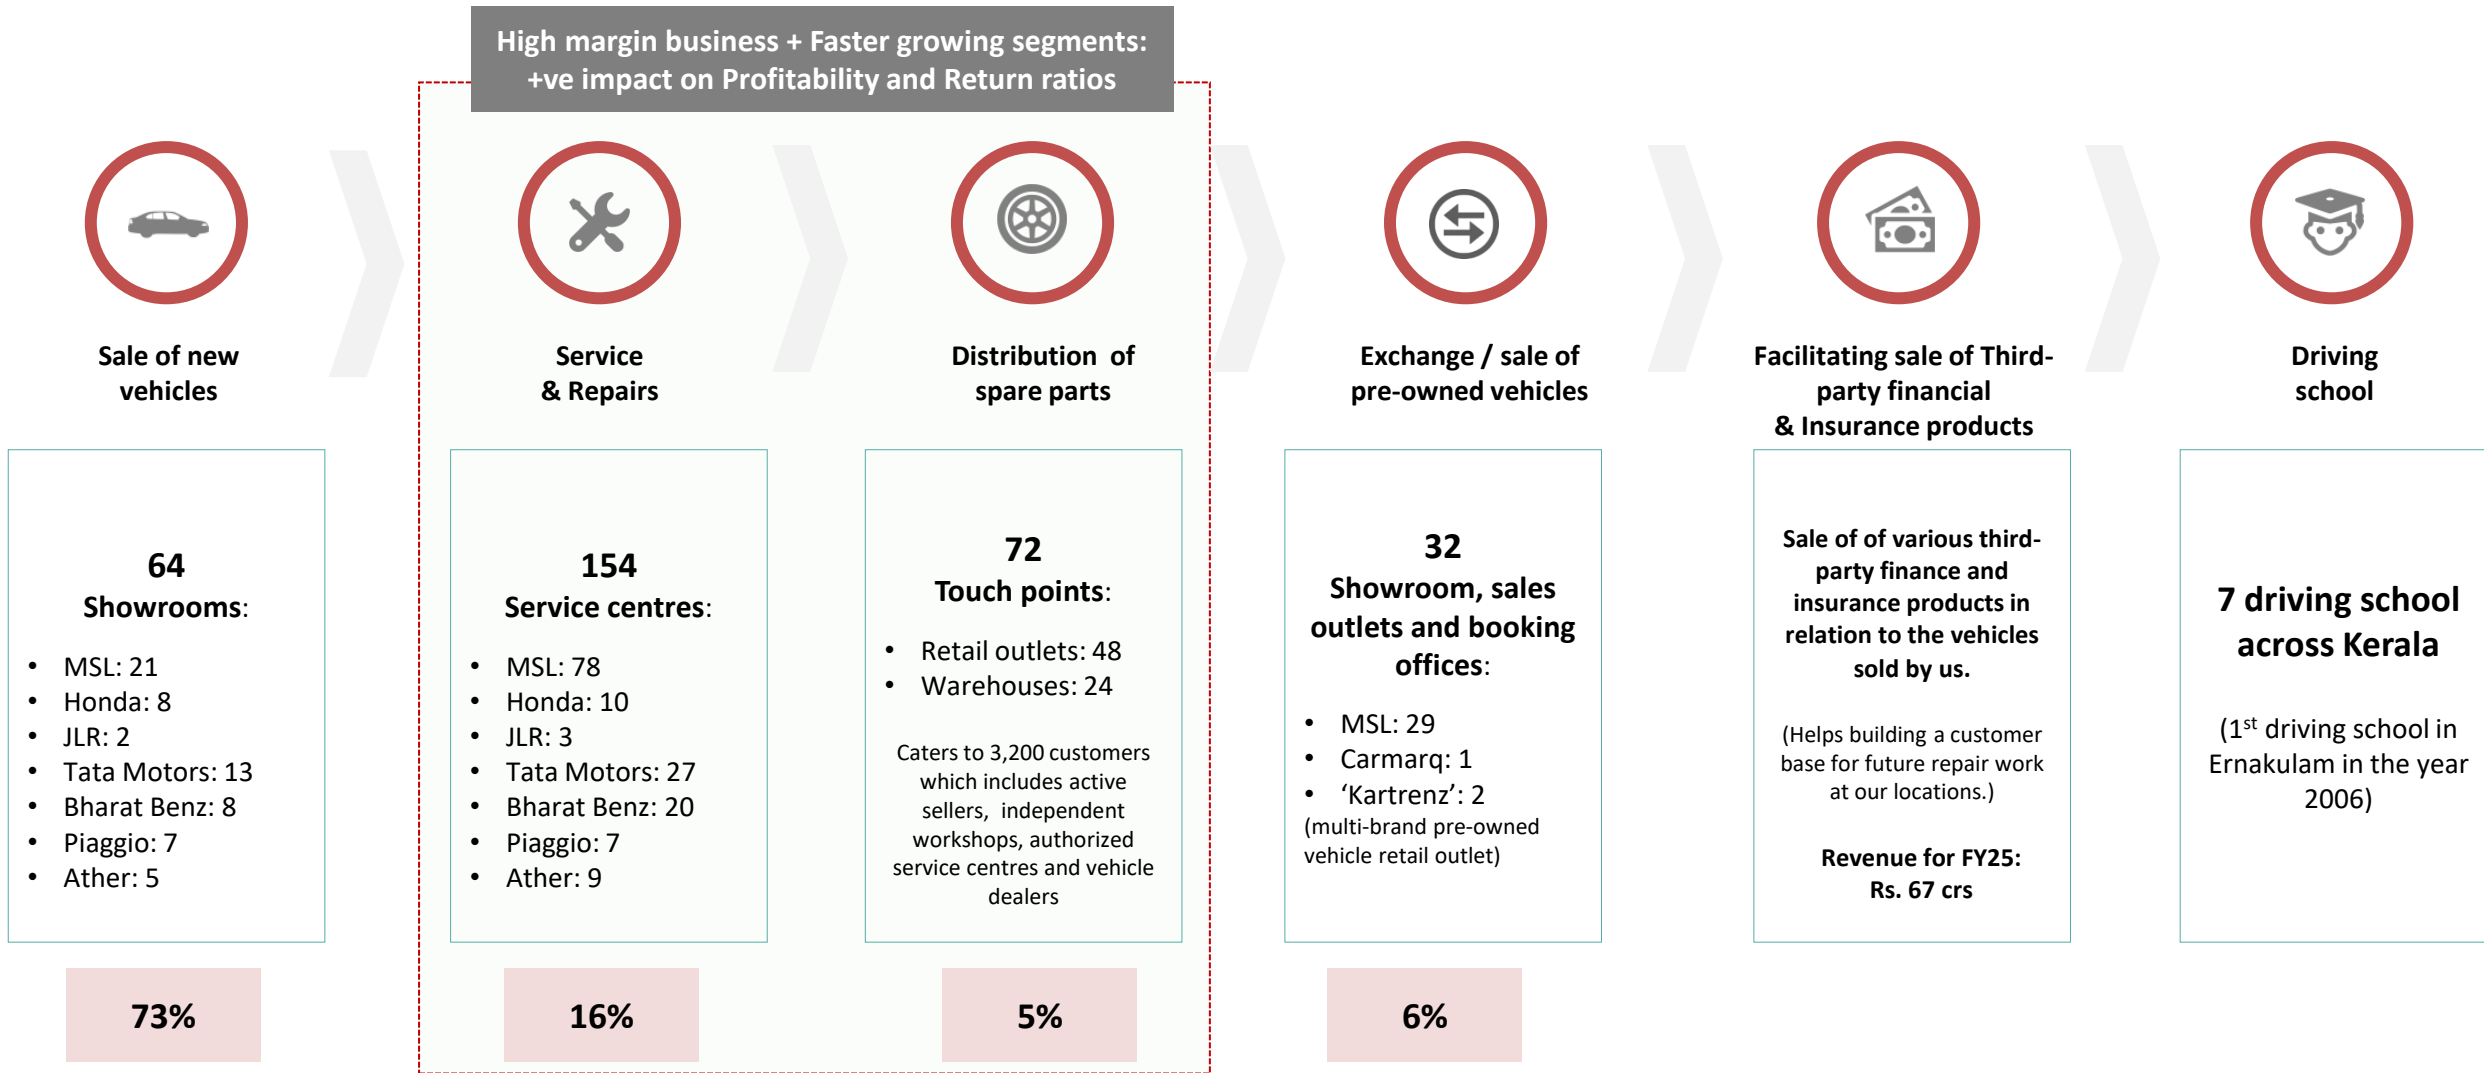 High margin business + Faster growing segments:
+ve impact on Profitability and Return ratios
Sale of new
vehicles
Service
& Repairs
Distribution of
spare parts
Exchange / sale of
pre-owned vehicles
Facilitating sale of Third-
party financial
& Insurance products
Driving
school
64
Showrooms:
• MSL: 21
• Honda: 8
• JLR: 2
• Tata Motors: 13
• Bharat Benz: 8
• Piaggio: 7
• Ather: 5
154
Service centres:
• MSL: 78
• Honda: 10
• JLR: 3
• Tata Motors: 27
• Bharat Benz: 20
• Piaggio: 7
• Ather: 9
72
Touch points:
• Retail outlets: 48
• Warehouses: 24
Caters to 3,200 customers
which includes active
sellers, independent
workshops, authorized
service centres and vehicle
dealers
32
Showroom, sales
outlets and booking
offices:
• MSL: 29
• Carmarq: 1
• ‘Kartrenz’: 2
(multi-brand pre-owned
vehicle retail outlet)
Sale of of various third-
party finance and
insurance products in
relation to the vehicles
sold by us.
(Helps building a customer
base for future repair work
at our locations.)
Revenue for FY25:
Rs. 67 crs
7 driving school
across Kerala
(1st driving school in
Ernakulam in the year
2006)
73%
16%
5%
6%